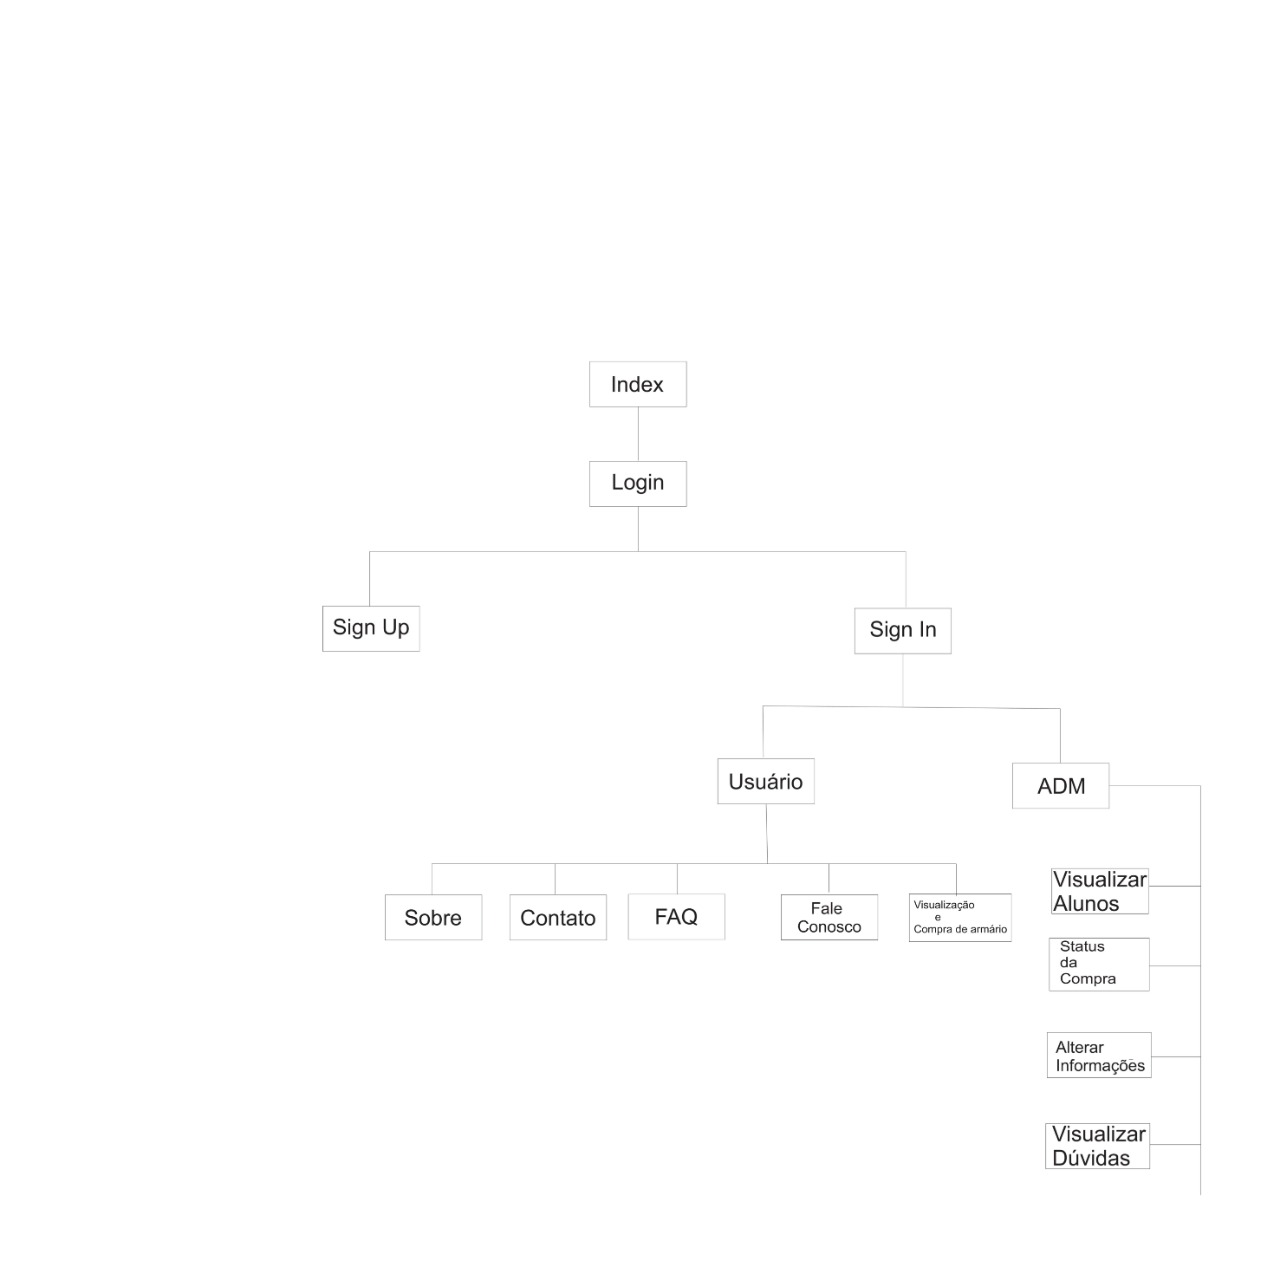 Index
Login
Sign Up
Sign In
Usuário
ADM
Sobre
Contato
FAQ
Fale
Conosco
Visualização
e
Compra de armário
Visualizar
Alunos
Status
da
Compra
Alterar
Informações
Visualizar
Dúvidas